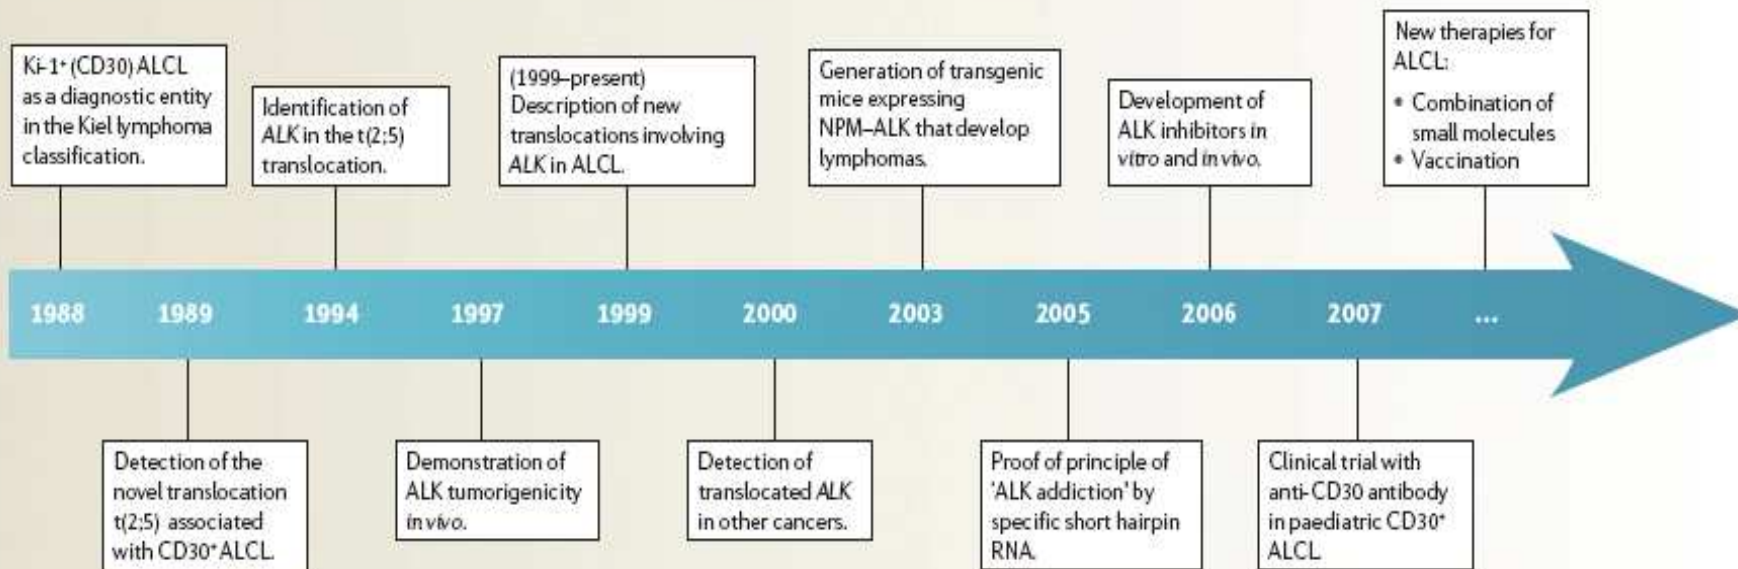 Ki-1⁺ (CD30) ALCL
as a diagnostic entity
in the Kiel lymphoma
classification.
Identification of
ALK in the t(2;5)
translocation.
(1999–present)
Description of new
translocations involving
ALK in ALCL.
Generation of transgenic
mice expressing
NPM–ALK that develop
lymphomas.
Development of
ALK inhibitors in
vitro and in vivo.
New therapies for
ALCL:
• Combination of
small molecules
• Vaccination
1988 1989 1994 1997 1999 2000 2003 2005 2006 2007 ...
Detection of the
novel translocation
t(2;5) associated
with CD30⁺ ALCL.
Demonstration of
ALK tumorigenicity
in vivo.
Detection of
translocated ALK
in other cancers.
Proof of principle of
'ALK addiction' by
specific short hairpin
RNA.
Clinical trial with
anti-CD30 antibody
in paediatric CD30⁺
ALCL.